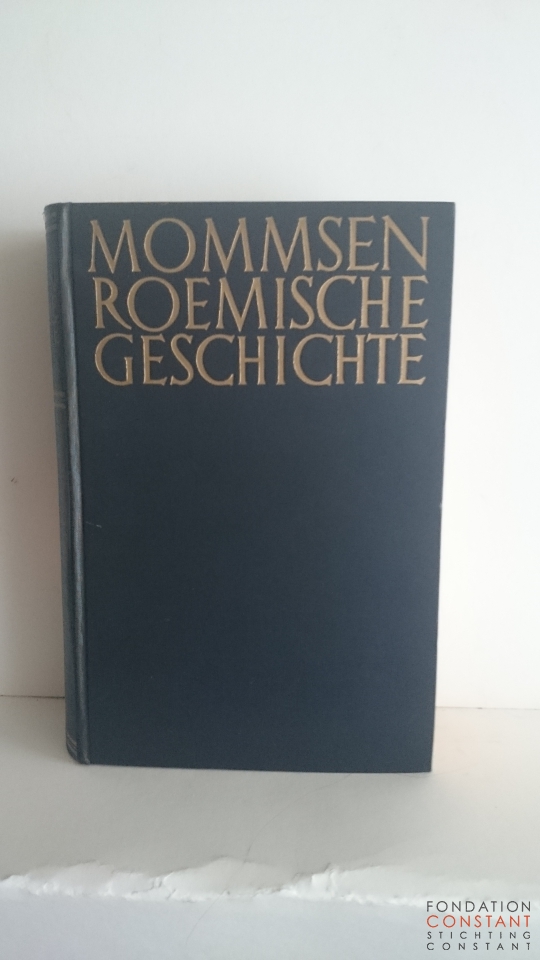 MOMMSEN
ROEMISCHE
GESCHICHTE
FONDATION
CONSTANT
STICHTING
CONSTANT